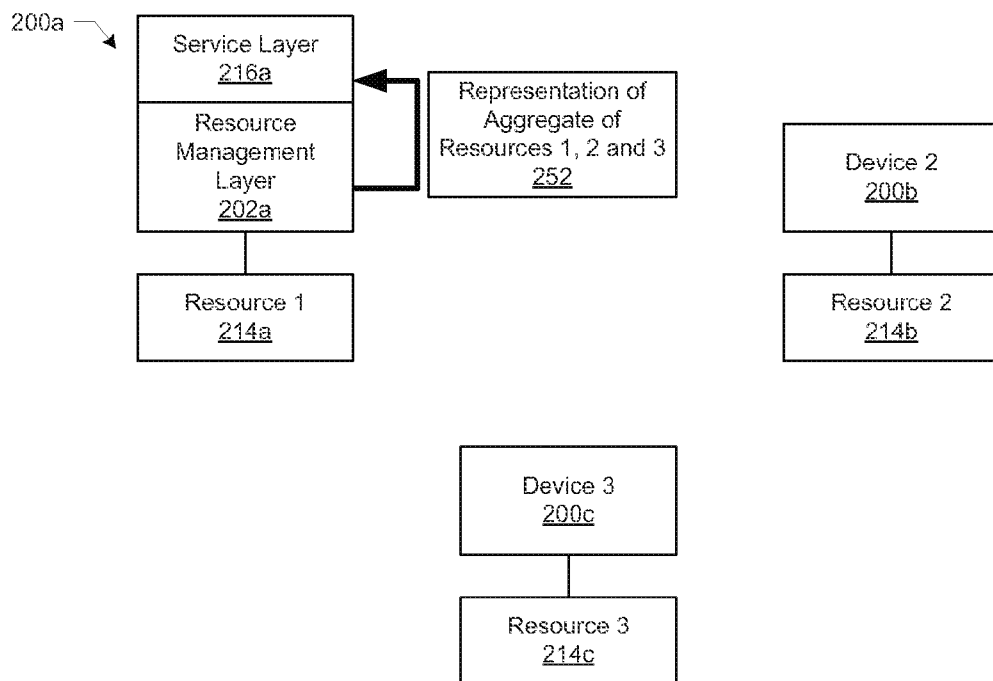 200a
Service Layer
216a
Resource
Management
Layer
202a
Representation of
Aggregate of
Resources 1, 2 and 3
252
Device 2
200b
Resource 1
214a
Resource 2
214b
Device 3
200c
Resource 3
214c